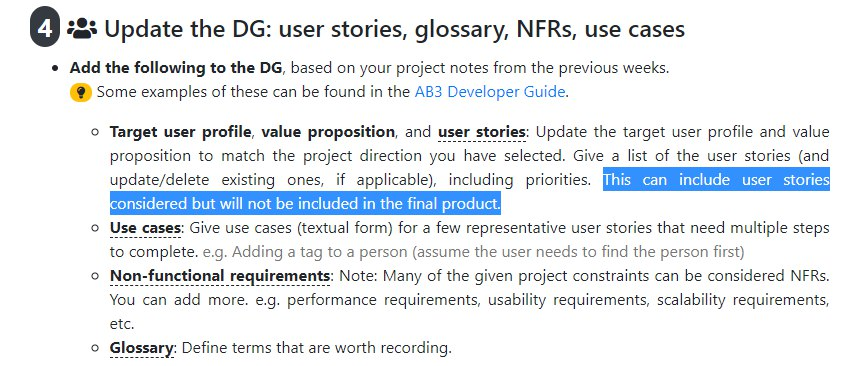 4 Update the DG: user stories, glossary, NFRs, use cases
• Add the following to the DG, based on your project notes from the previous weeks.
Some examples of these can be found in the AB3 Developer Guide.
○ Target user profile, value proposition, and user stories: Update the target user profile and value
proposition to match the project direction you have selected. Give a list of the user stories (and
update/delete existing ones, if applicable), including priorities. This can include user stories
considered but will not be included in the final product.
○ Use cases: Give use cases (textual form) for a few representative user stories that need multiple steps
to complete. e.g. Adding a tag to a person (assume the user needs to find the person first)
○ Non-functional requirements: Note: Many of the given project constraints can be considered NFRs.
You can add more. e.g. performance requirements, usability requirements, scalability requirements,
etc.
○ Glossary: Define terms that are worth recording.